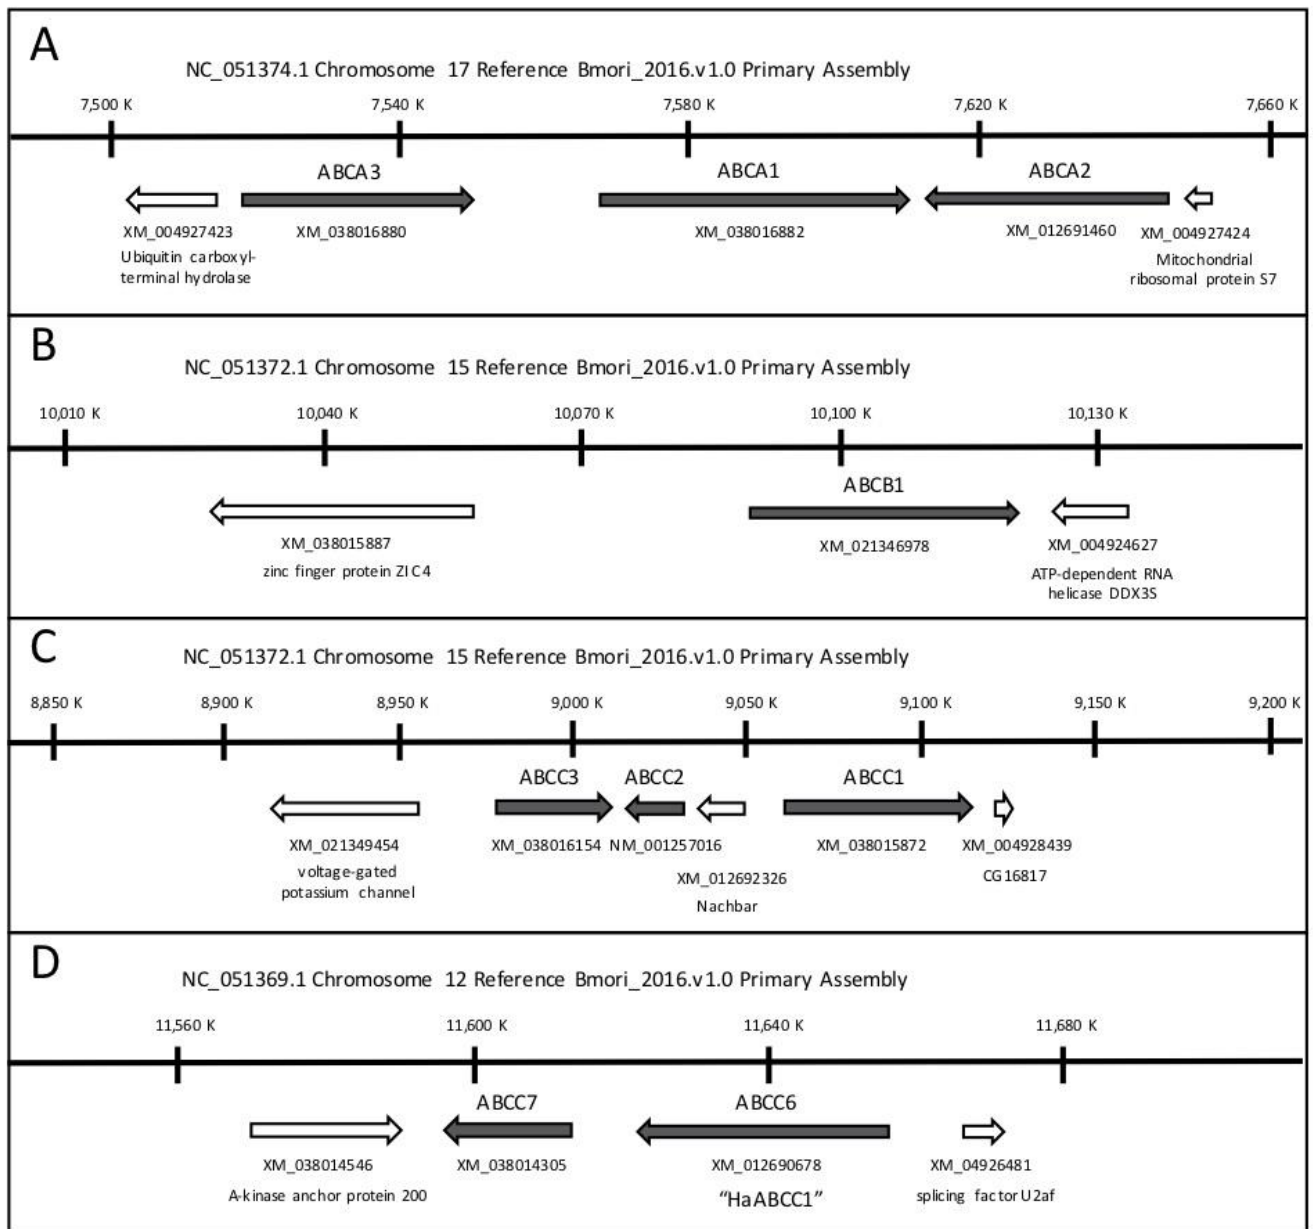 A
NC_051374.1 Chromosome 17 Reference Bmori_2016.v1.0 Primary Assembly
7,500 K 7,540 K 7,580 K 7,620 K 7,660 K
ABCA3 ABCA1 ABCA2
XM_004927423 XM_038016880 XM_038016882 XM_012691460 XM_004927424
Ubiquitin carboxyl-
terminal hydrolase
Mitochondrial
ribosomal protein S7
B
NC_051372.1 Chromosome 15 Reference Bmori_2016.v1.0 Primary Assembly
10,010 K 10,040 K 10,070 K 10,100 K 10,130 K
ABCB1
XM_038015887 XM_021346978 XM_004924627
zinc finger protein ZIC4
ATP-dependent RNA
helicase DDX3S
C
NC_051372.1 Chromosome 15 Reference Bmori_2016.v1.0 Primary Assembly
8,850 K 8,900 K 8,950 K 9,000 K 9,050 K 9,100 K 9,150 K 9,200 K
ABCC3 ABCC2 ABCC1
XM_021349454 XM_038016154 NM_001257016 XM_038015872 XM_004928439
voltage-gated
potassium channel
XM_012692326
Nachbar
CG16817
D
NC_051369.1 Chromosome 12 Reference Bmori_2016.v1.0 Primary Assembly
11,560 K 11,600 K 11,640 K 11,680 K
ABCC7 ABCC6
XM_038014546 XM_038014305 XM_012690678 XM_04926481
A-kinase anchor protein 200 "HaABCC1" splicing factor U2af